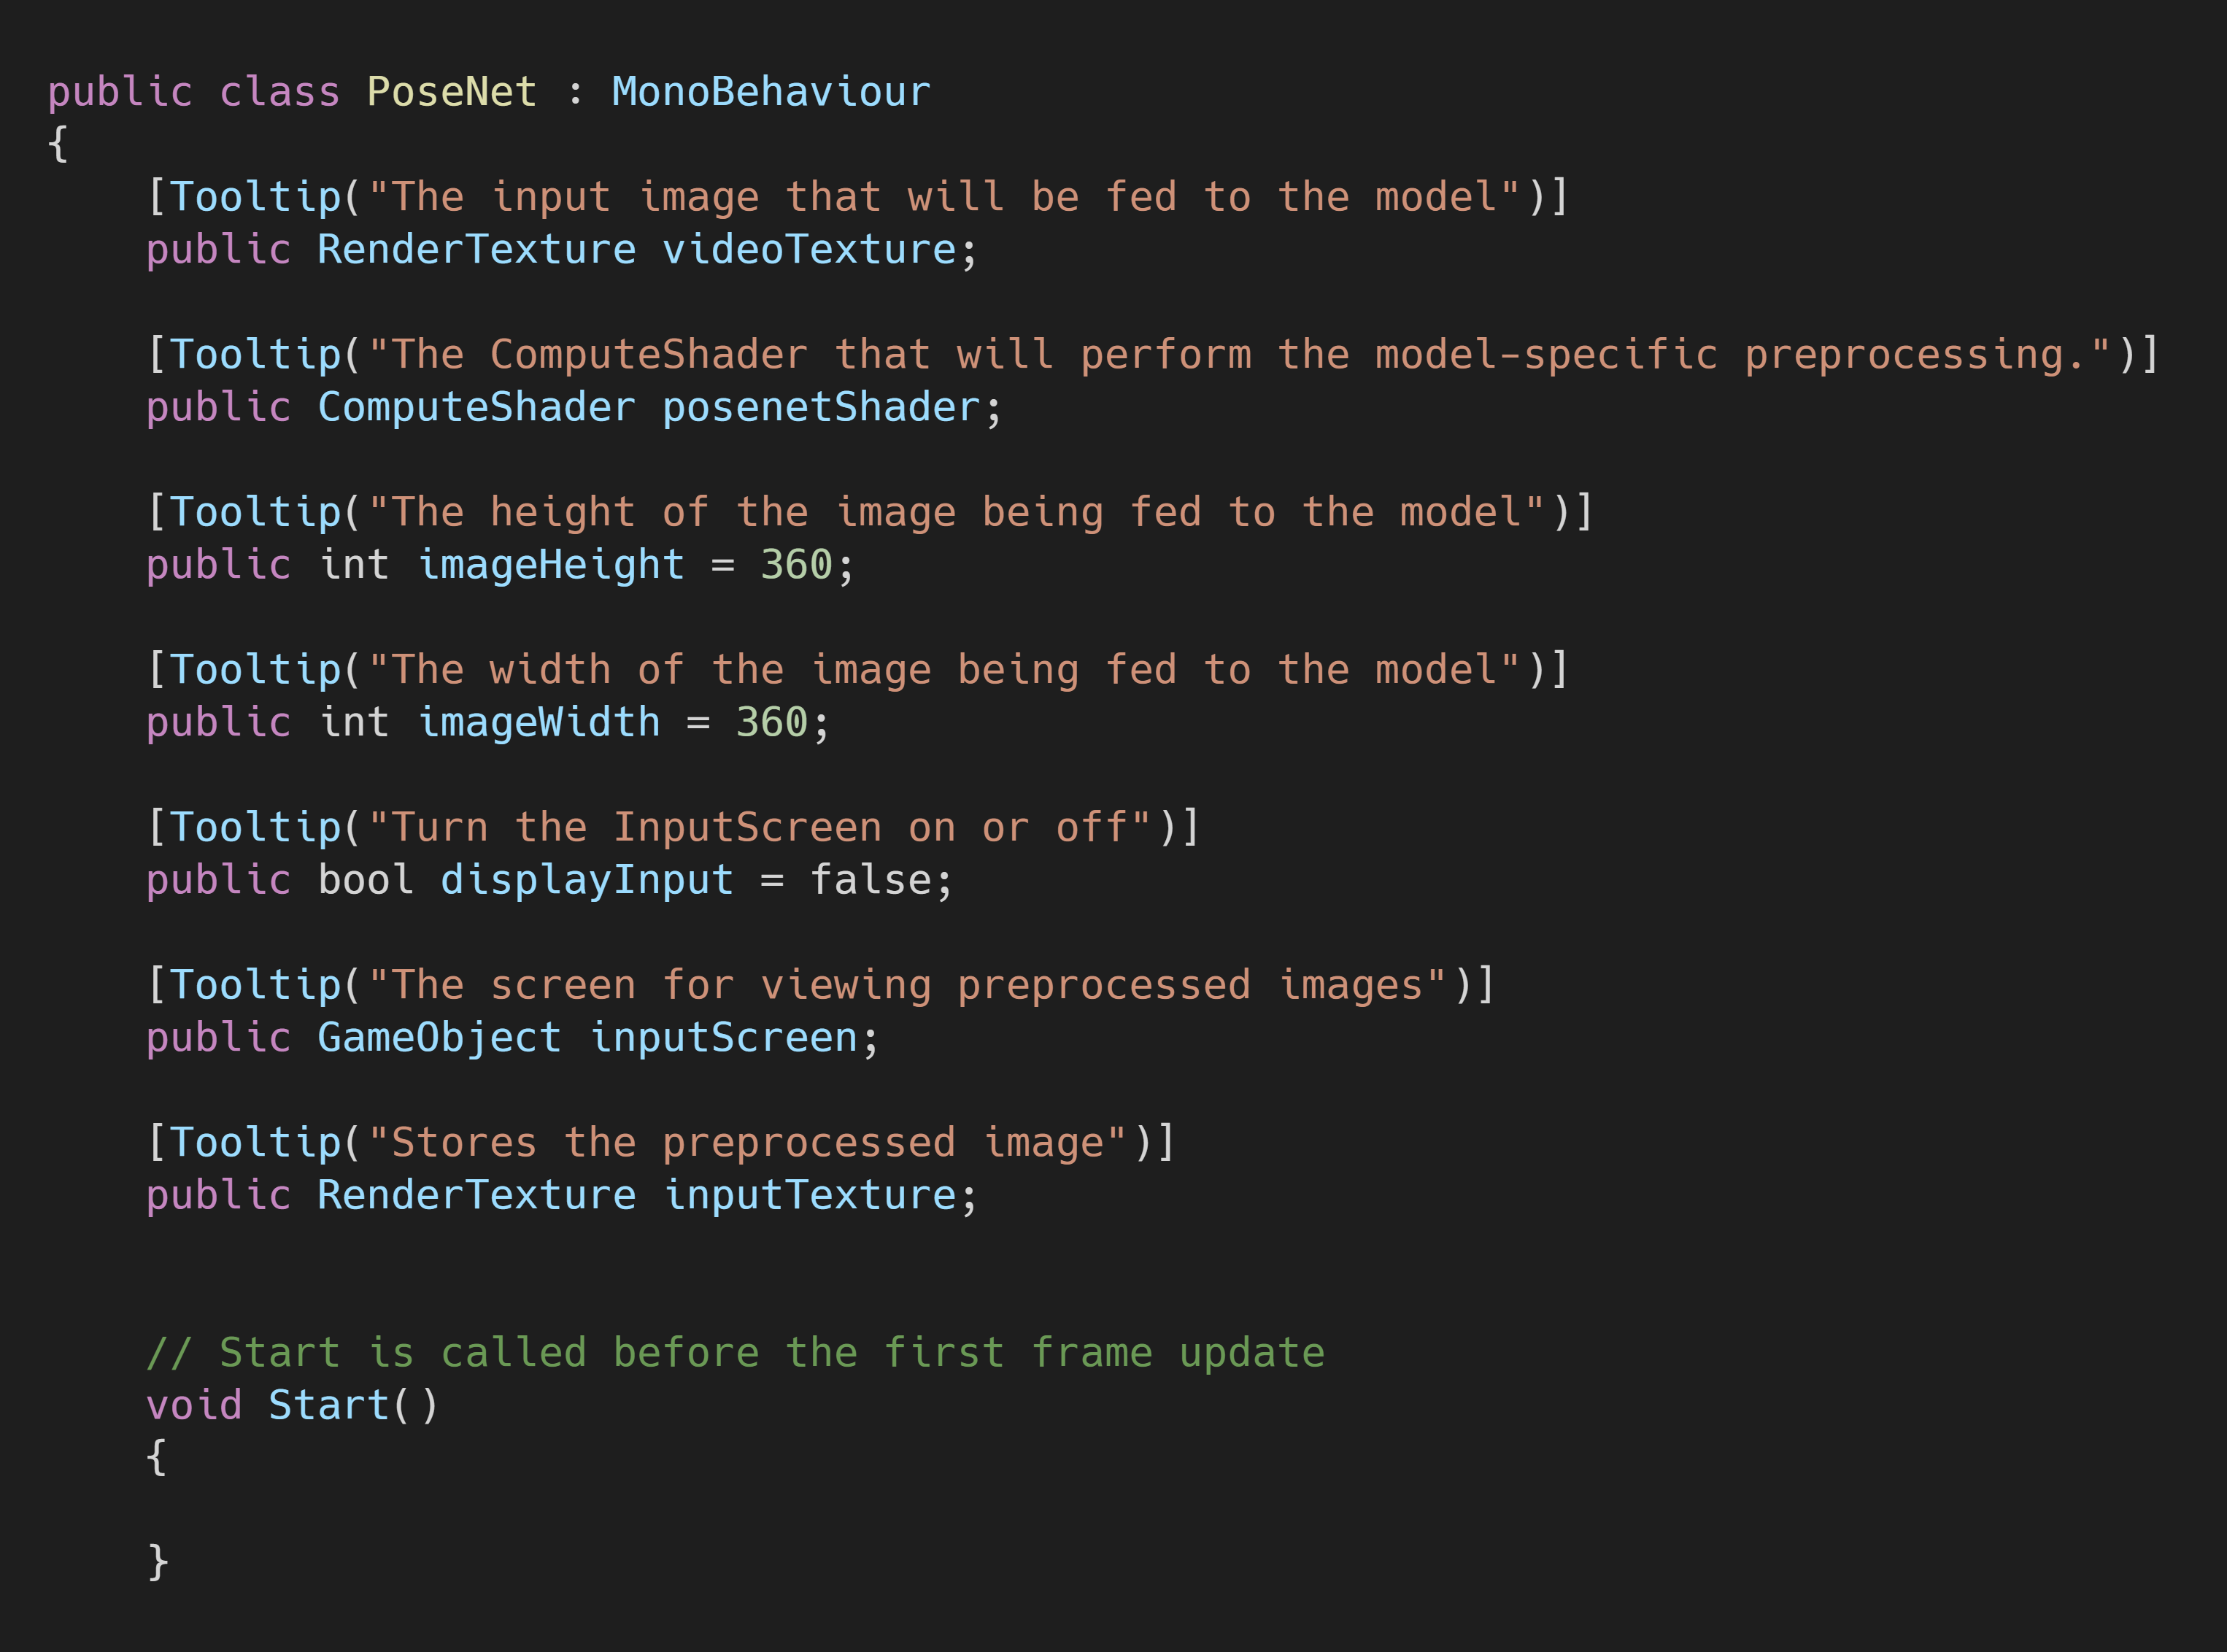 public class PoseNet : MonoBehaviour
{
    [Tooltip("The input image that will be fed to the model")]
    public RenderTexture videoTexture;

    [Tooltip("The ComputeShader that will perform the model-specific preprocessing.")]
    public ComputeShader posenetShader;

    [Tooltip("The height of the image being fed to the model")]
    public int imageHeight = 360;

    [Tooltip("The width of the image being fed to the model")]
    public int imageWidth = 360;

    [Tooltip("Turn the InputScreen on or off")]
    public bool displayInput = false;

    [Tooltip("The screen for viewing preprocessed images")]
    public GameObject inputScreen;

    [Tooltip("Stores the preprocessed image")]
    public RenderTexture inputTexture;


    // Start is called before the first frame update
    void Start()
    {

    }